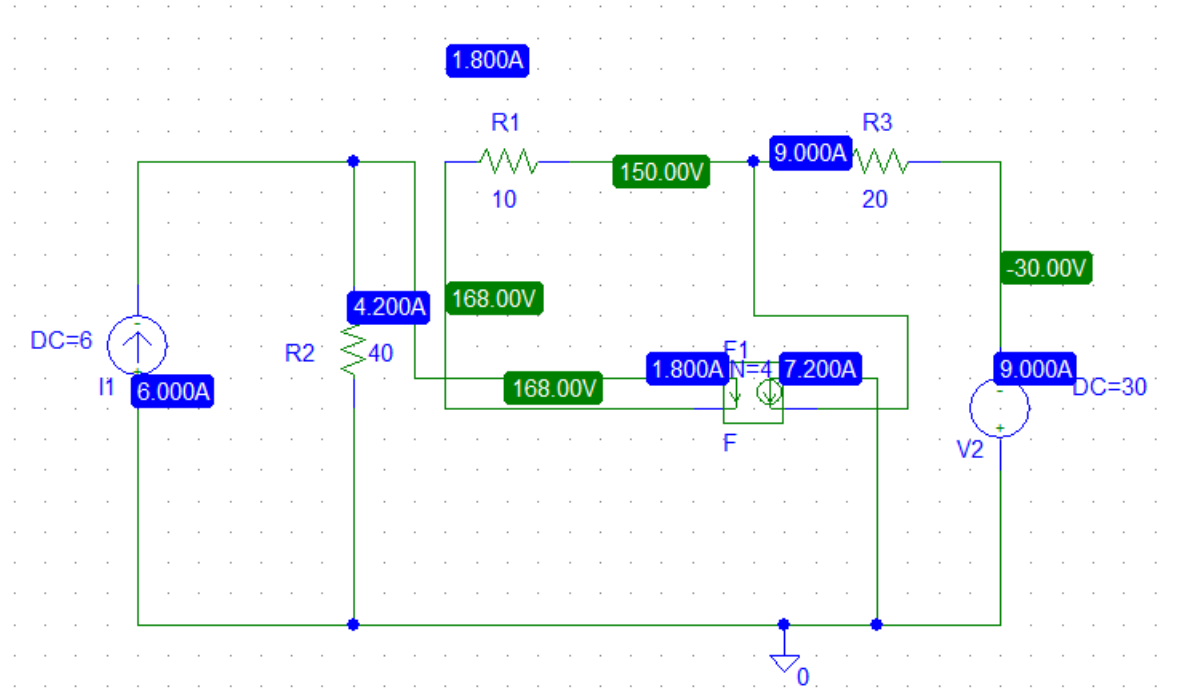 1.800A
R1
R3
9.000A
150.00V
10
20
-30.00V
168.00V
4.200A
DC=6
R2
40
F1
1.800A
N=4
7.200A
9.000A
I1
6.000A
168.00V
DC=30
F
V2
0